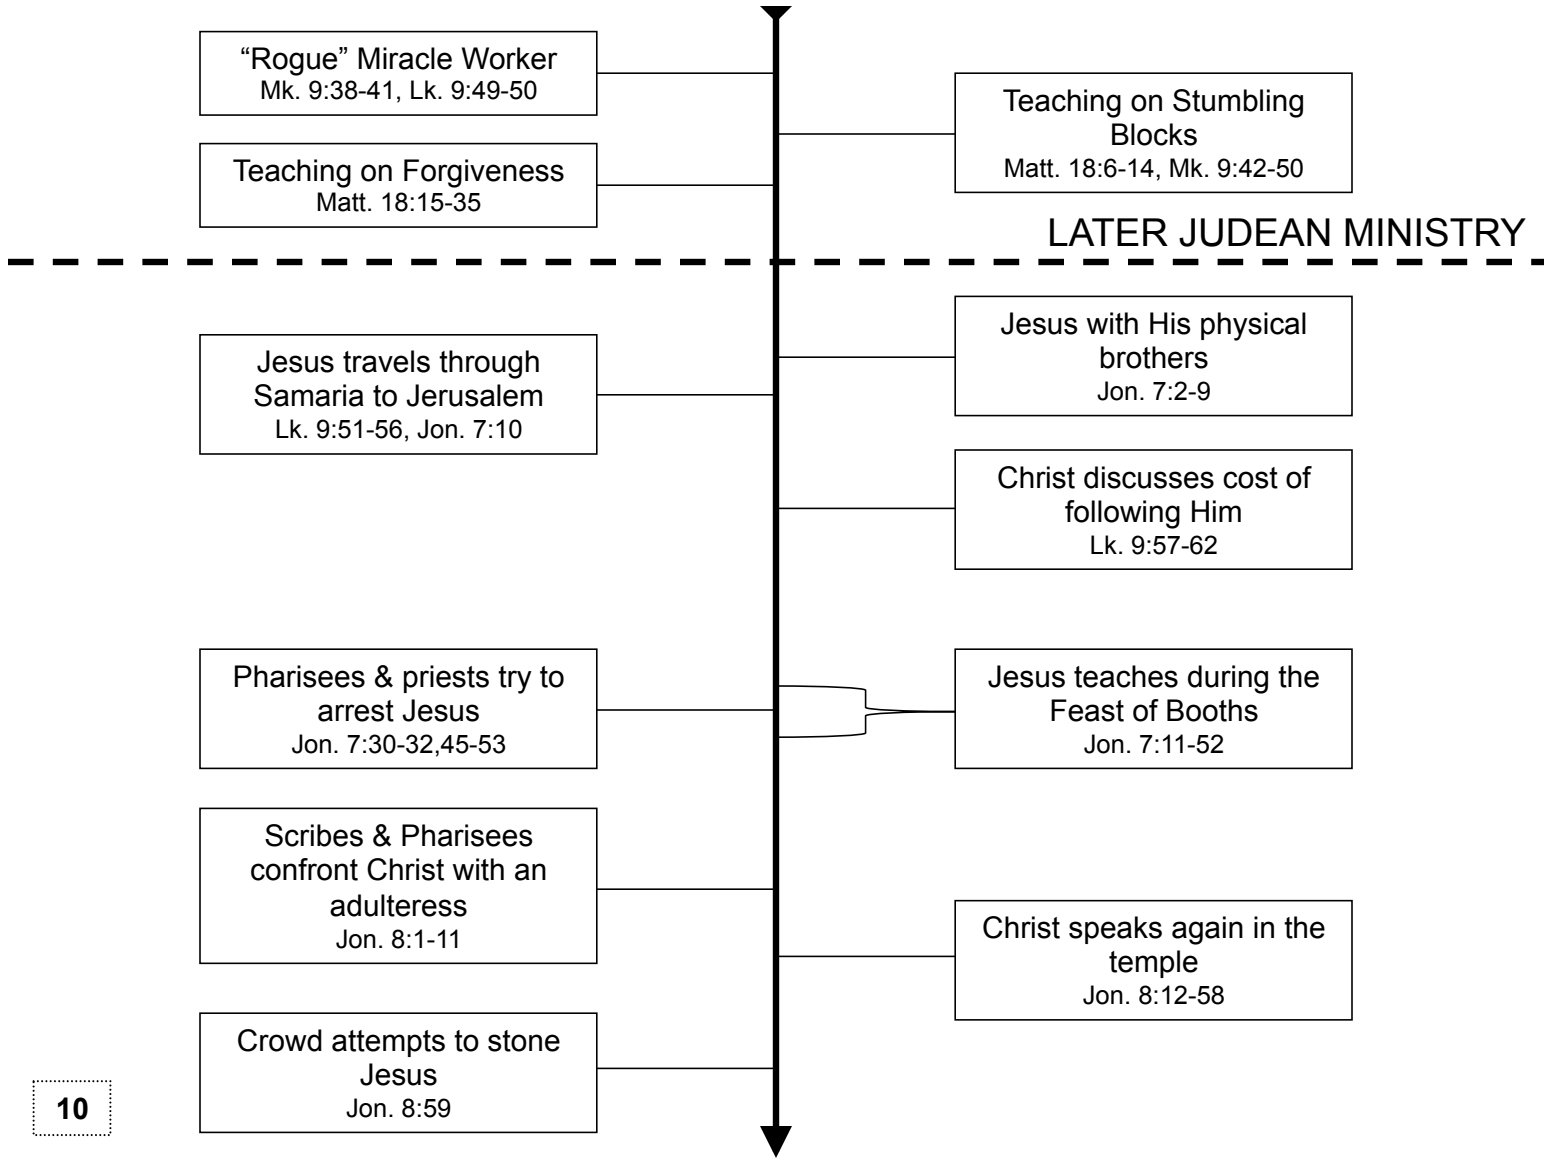 “Rogue” Miracle Worker
Mk. 9:38-41, Lk. 9:49-50
Teaching on Stumbling
Blocks
Matt. 18:6-14, Mk. 9:42-50
Teaching on Forgiveness
Matt. 18:15-35
LATER JUDEAN MINISTRY
Jesus with His physical
brothers
Jon. 7:2-9
Jesus travels through
Samaria to Jerusalem
Lk. 9:51-56, Jon. 7:10
Christ discusses cost of
following Him
Lk. 9:57-62
Pharisees & priests try to
arrest Jesus
Jon. 7:30-32,45-53
Jesus teaches during the
Feast of Booths
Jon. 7:11-52
Scribes & Pharisees
confront Christ with an
adulteress
Jon. 8:1-11
Christ speaks again in the
temple
Jon. 8:12-58
Crowd attempts to stone
Jesus
Jon. 8:59
10